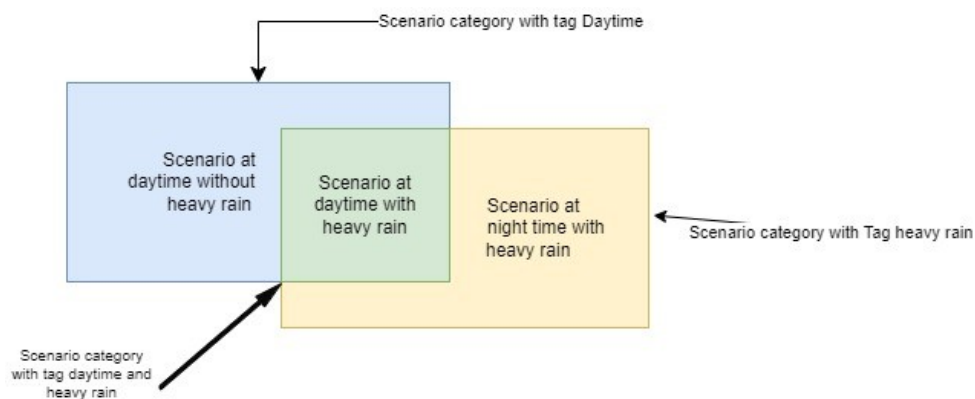 Scenario category with tag Daytime
Scenario at
daytime without
heavy rain
Scenario at
daytime with
heavy rain
Scenario at
night time with
heavy rain
Scenario category with Tag heavy rain
Scenario category
with tag daytime and
heavy rain